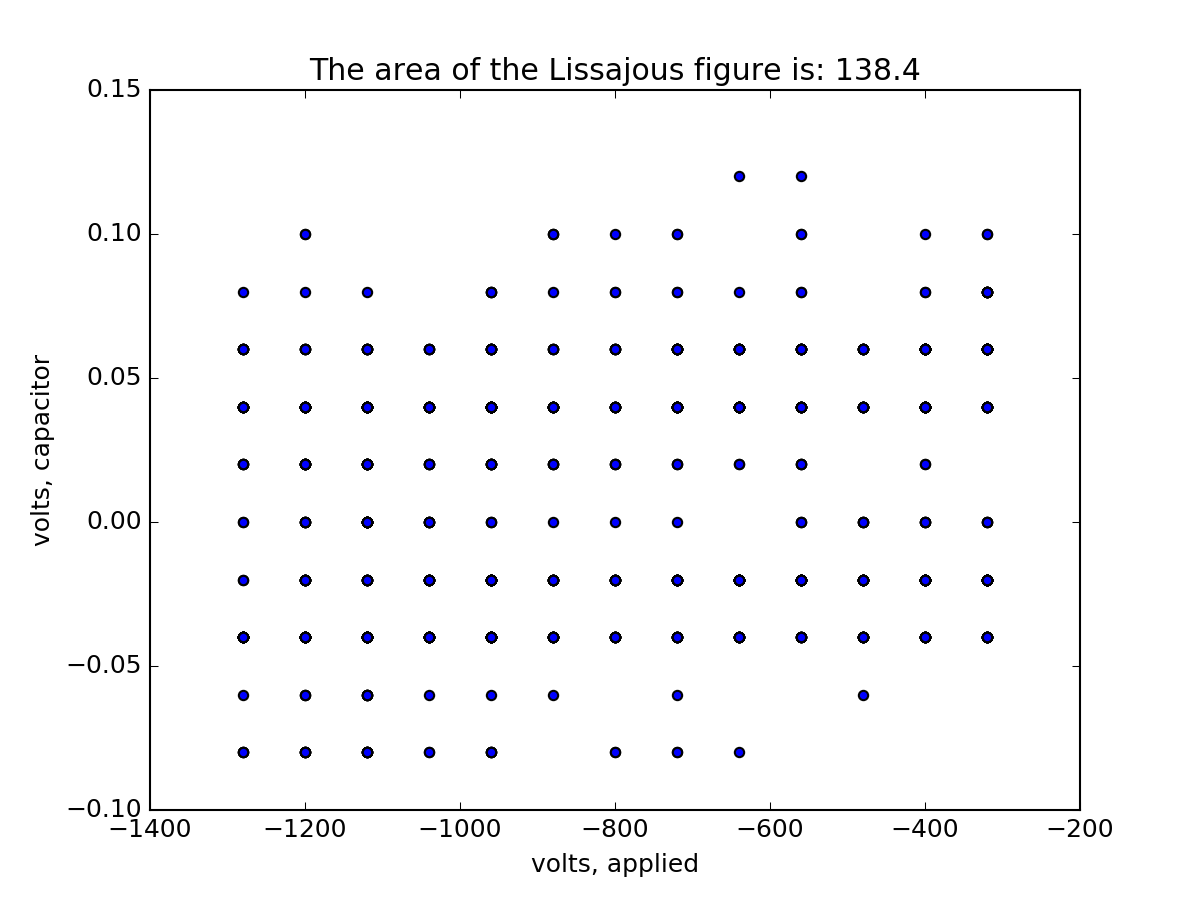 The area of the Lissajous figure is: 138.4
0.15
0.10
0.05
0.00
−0.05
−0.10
volts, capacitor
−1400 −1200 −1000 −800 −600 −400 −200
volts, applied